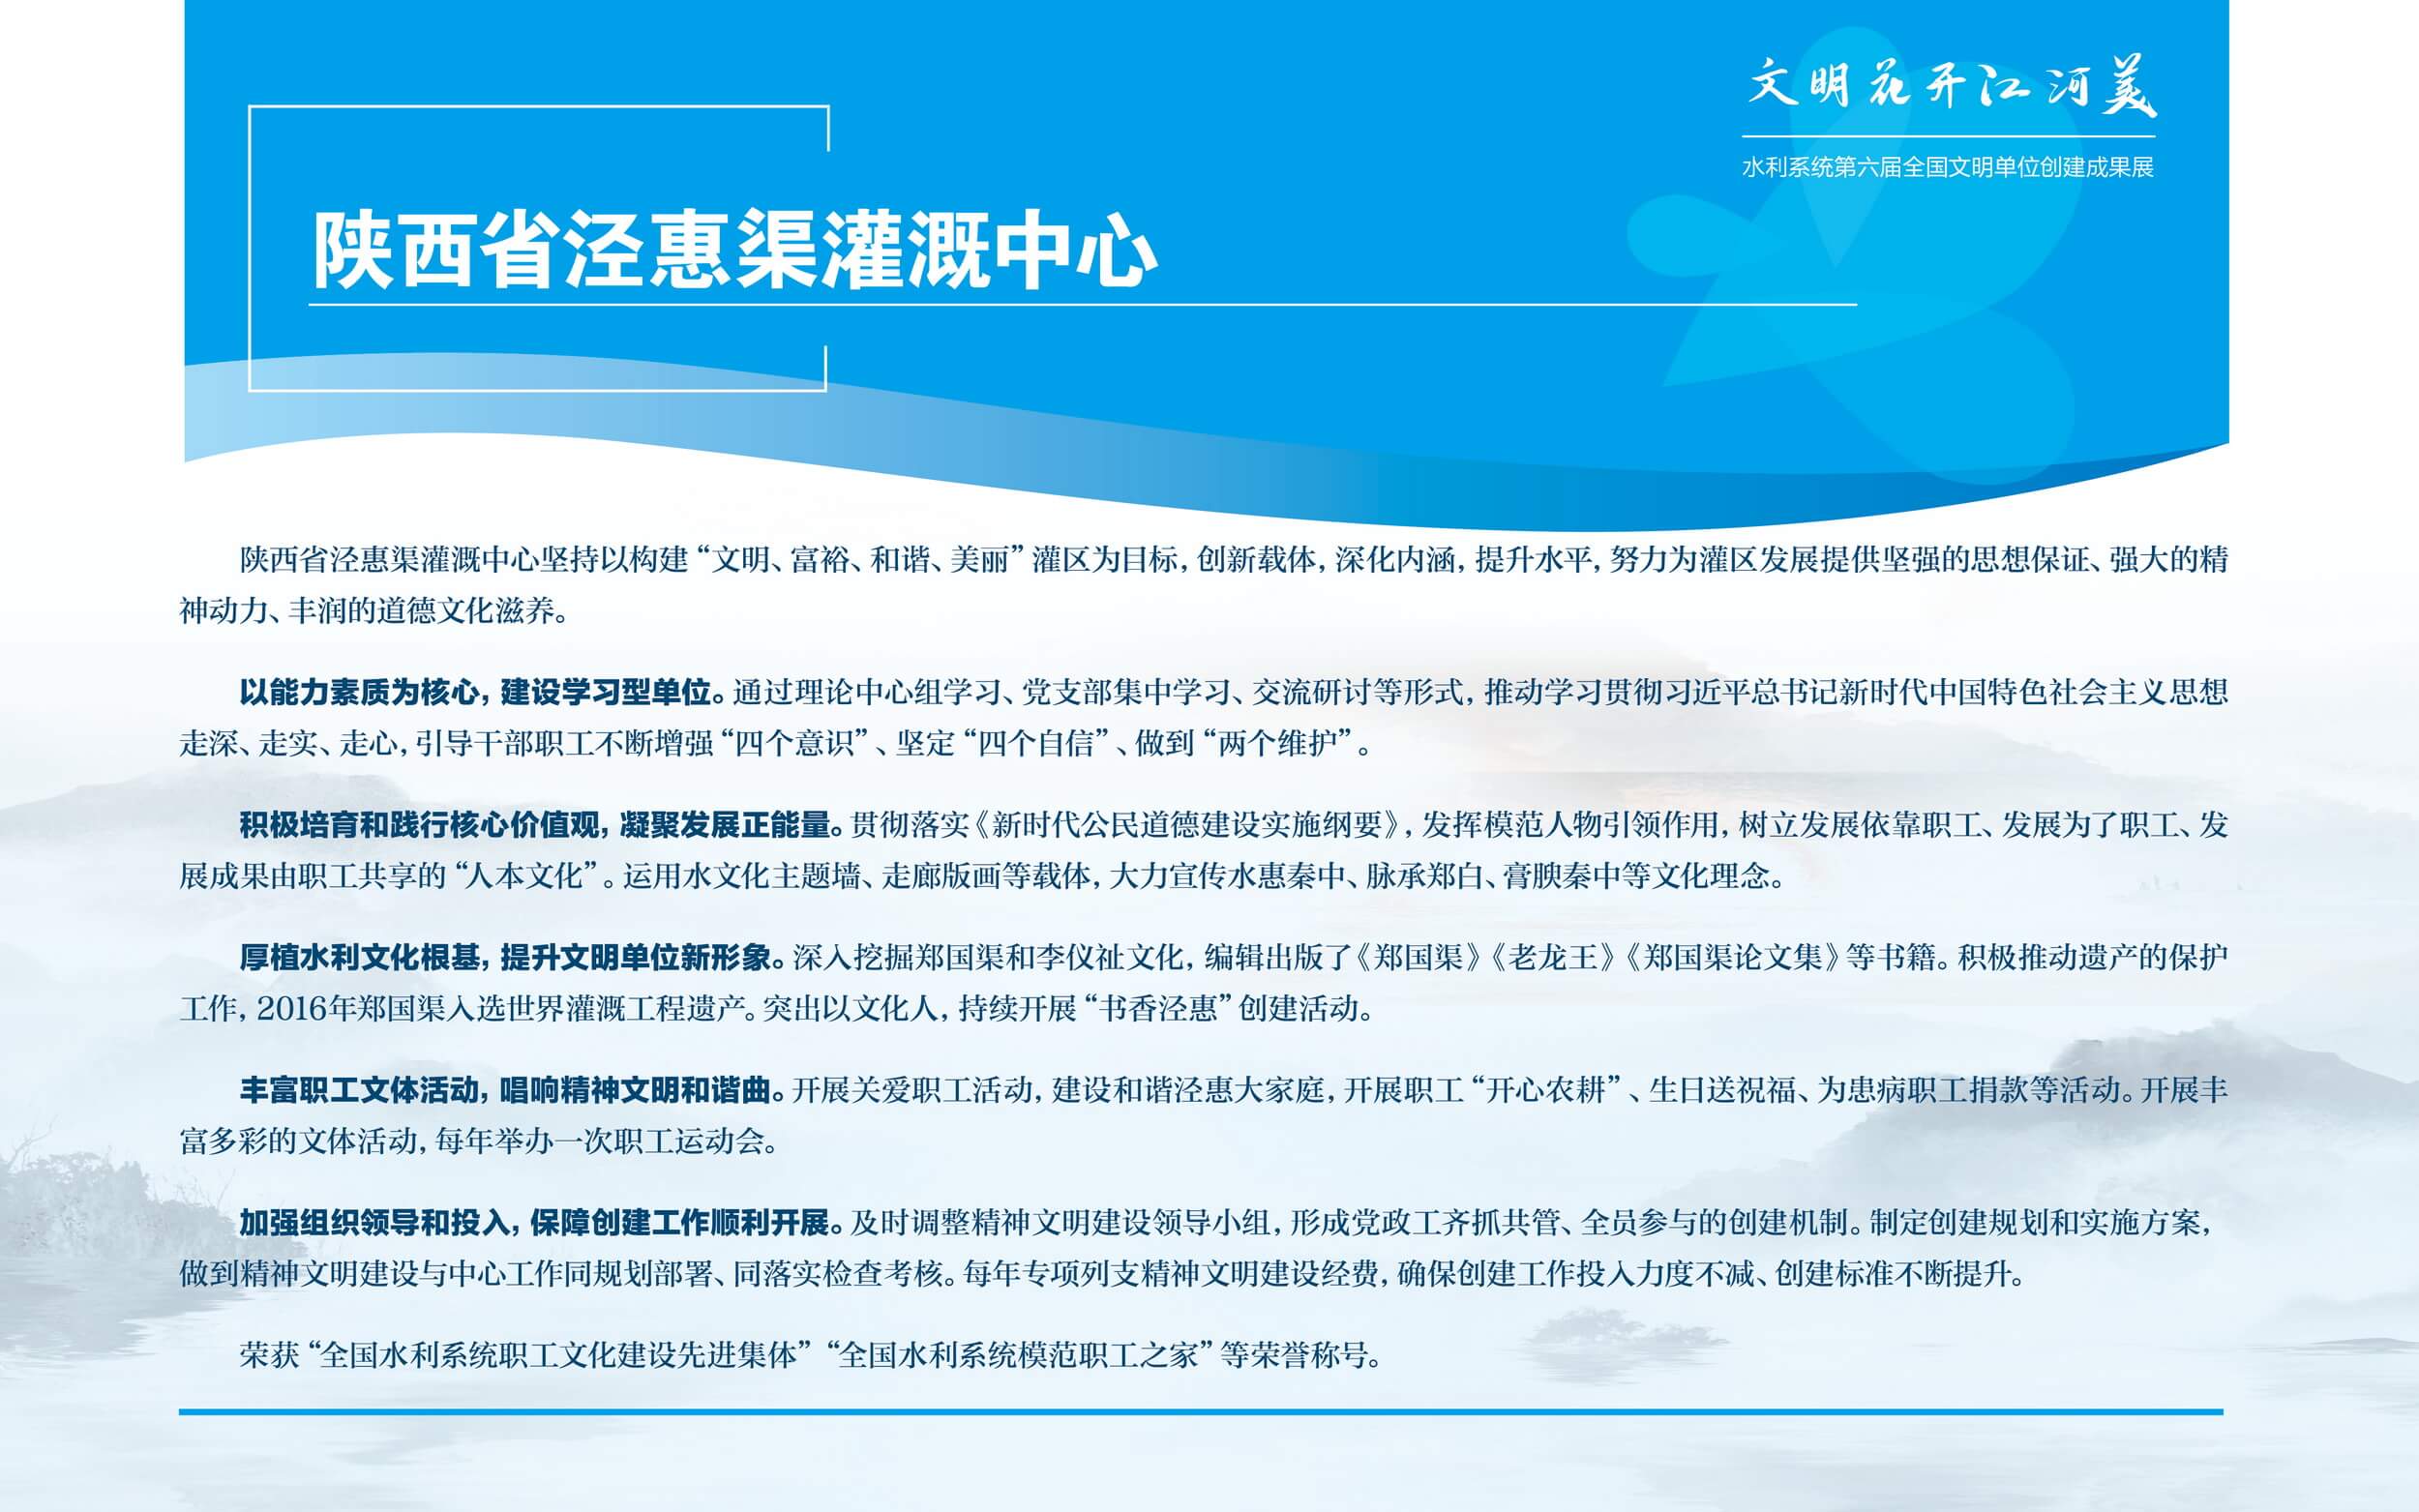 文明花开江河美
水利系统第六届全国文明单位创建成果展
陕西省泾惠渠灌溉中心
陕西省泾惠渠灌溉中心坚持以构建“文明、富裕、和谐、美丽”灌区为目标，创新载体，深化内涵，提升水平，努力为灌区发展提供坚强的思想保证、强大的精
神动力、丰润的道德文化滋养。
以能力素质为核心，建设学习型单位。通过理论中心组学习、党支部集中学习、交流研讨等形式，推动学习贯彻习近平总书记新时代中国特色社会主义思想
走深、走实、走心，引导干部职工不断增强“四个意识”、坚定“四个自信”、做到“两个维护”。
积极培育和践行核心价值观，凝聚发展正能量。贯彻落实《新时代公民道德建设实施纲要》，发挥模范人物引领作用，树立发展依靠职工、发展为了职工、发
展成果由职工共享的“人本文化”。运用水文化主题墙、走廊版画等载体，大力宣传水惠秦中、脉承郑白、膏腴秦中等文化理念。
厚植水利文化根基，提升文明单位新形象。深入挖掘郑国渠和李仪祉文化，编辑出版了《郑国渠》《老龙王》《郑国渠论文集》等书籍。积极推动遗产的保护
工作，2016年郑国渠入选世界灌溉工程遗产。突出以文化人，持续开展“书香泾惠”创建活动。
丰富职工文体活动，唱响精神文明和谐曲。开展关爱职工活动，建设和谐泾惠大家庭，开展职工“开心农耕”、生日送祝福、为患病职工捐款等活动。开展丰
富多彩的文体活动，每年举办一次职工运动会。
加强组织领导和投入，保障创建工作顺利开展。及时调整精神文明建设领导小组，形成党政工齐抓共管、全员参与的创建机制。制定创建规划和实施方案，
做到精神文明建设与中心工作同规划部署、同落实检查考核。每年专项列支精神文明建设经费，确保创建工作投入力度不减、创建标准不断提升。
荣获“全国水利系统职工文化建设先进集体”“全国水利系统模范职工之家”等荣誉称号。